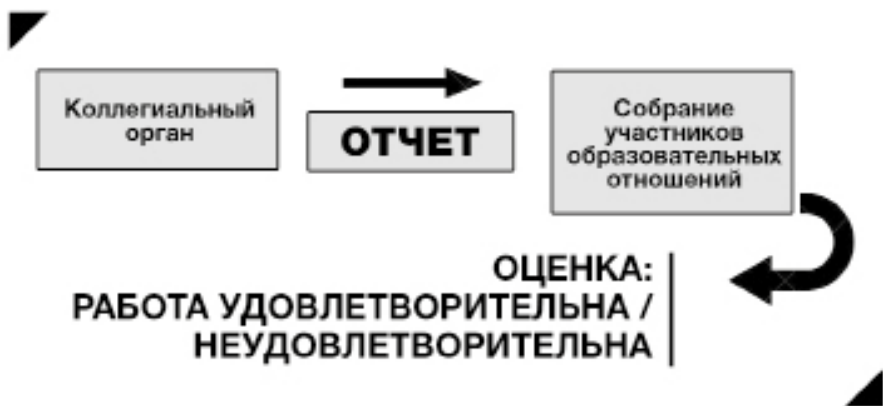 Коллегиальный
орган
ОТЧЕТ
Собрание
участников
образовательных
отношений
ОЦЕНКА:
РАБОТА УДОВЛЕТВОРИТЕЛЬНА /
НЕУДОВЛЕТВОРИТЕЛЬНА